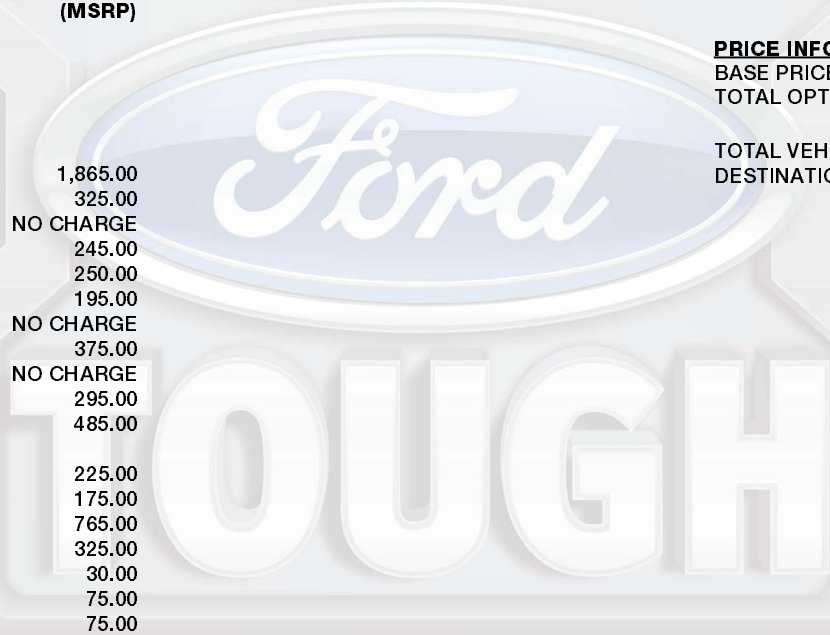 (MSRP)
1,865.00
325.00
NO CHARGE
245.00
250.00
195.00
NO CHARGE
375.00
NO CHARGE
295.00
485.00
225.00
175.00
765.00
325.00
30.00
75.00
75.00
PRICE INFO
BASE PRICE
TOTAL OPT
TOTAL VEH
DESTINATIO
Ford
TOUGH